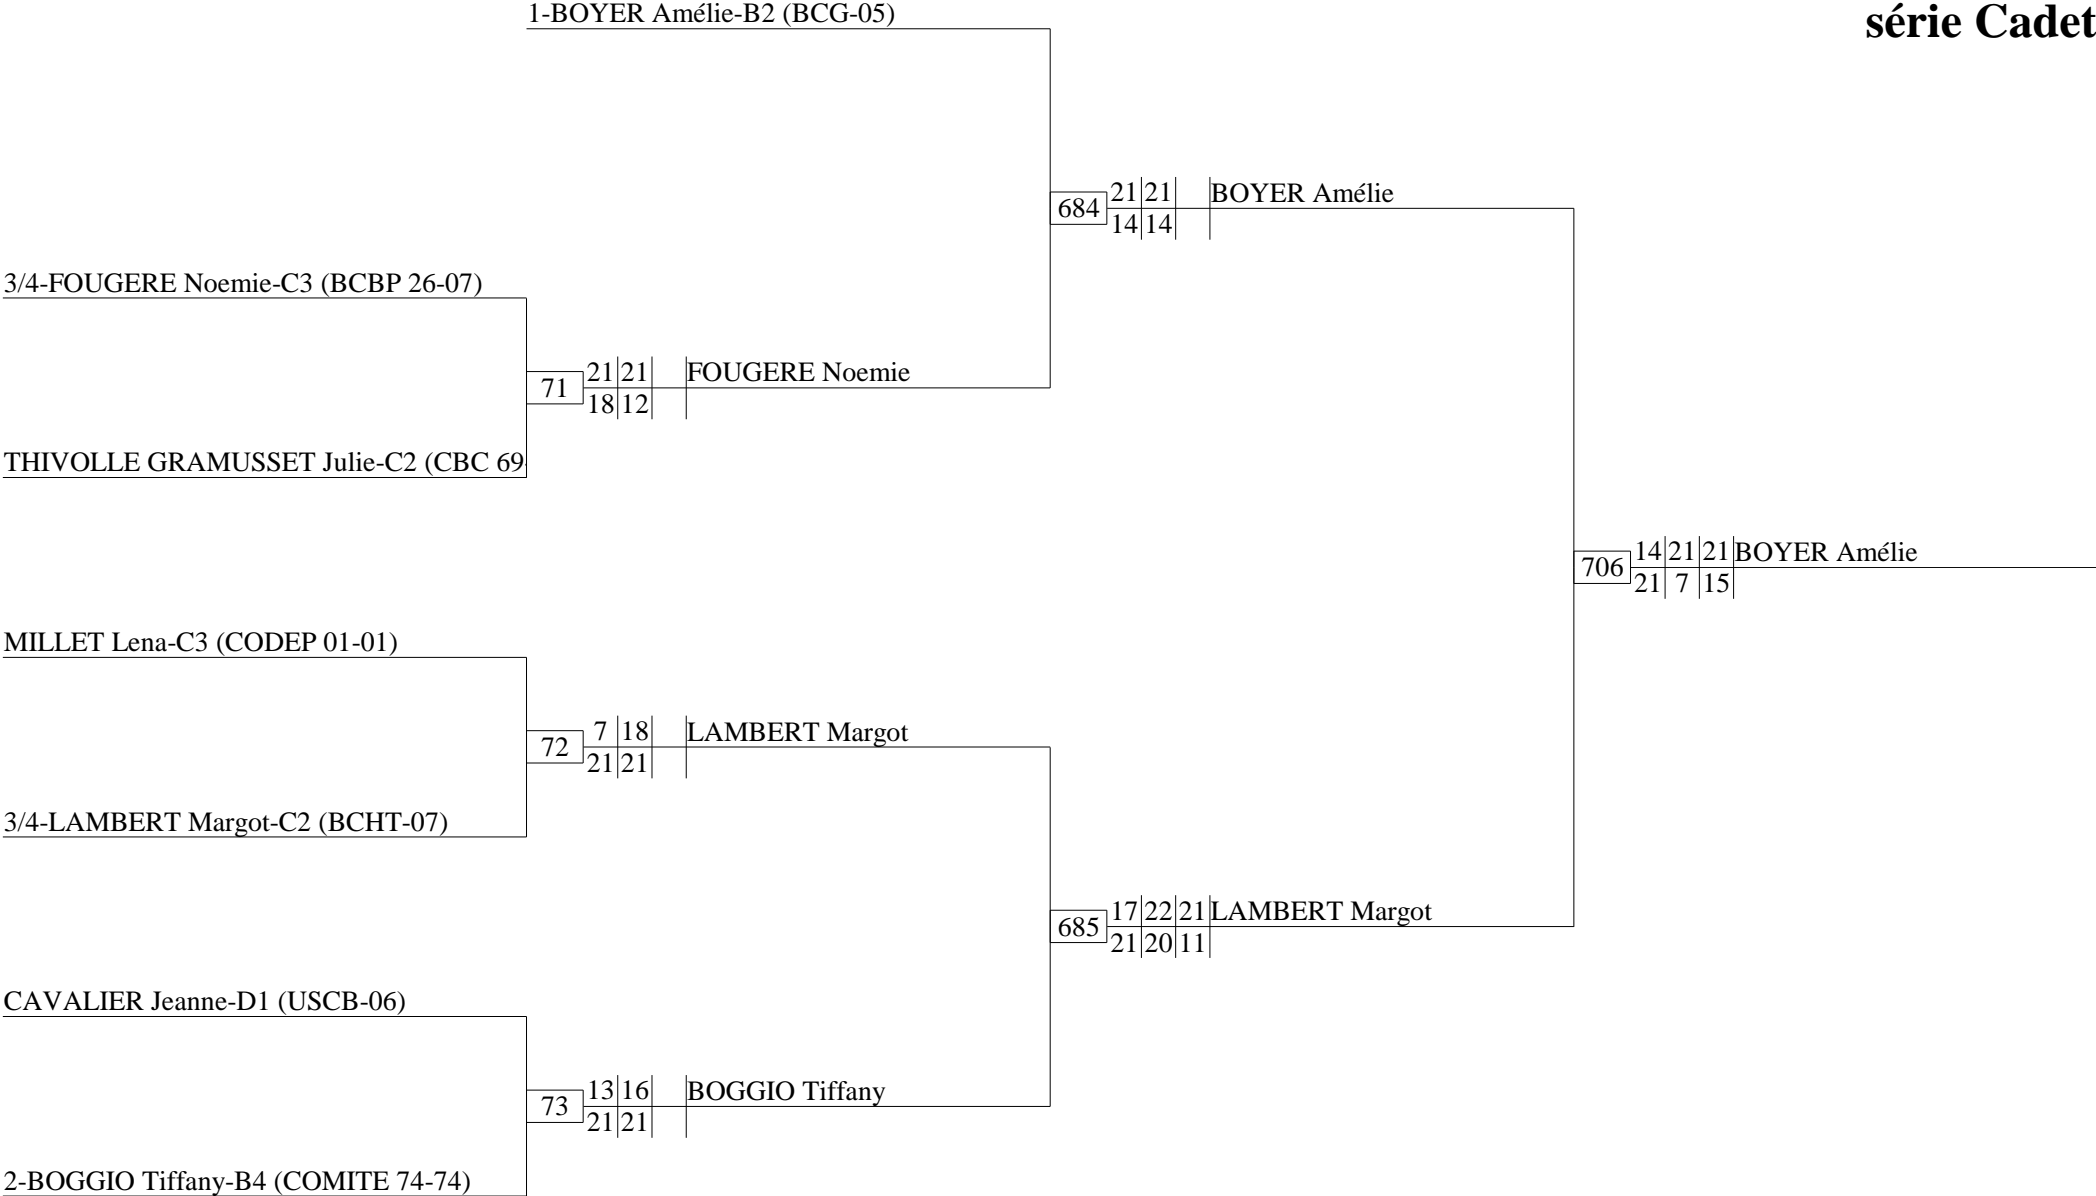 1-BOYER Amélie-B2 (BCG-05)
série Cadet
21 21 BOYER Amélie
684
14 14
3/4-FOUGERE Noemie-C3 (BCBP 26-07)
21 21 FOUGERE Noemie
71
18 12
THIVOLLE GRAMUSSET Julie-C2 (CBC 69-
14 21 21 BOYER Amélie
706
21 7 15
MILLET Lena-C3 (CODEP 01-01)
7 18 LAMBERT Margot
72
21 21
3/4-LAMBERT Margot-C2 (BCHT-07)
17 22 21 LAMBERT Margot
685
21 20 11
CAVALIER Jeanne-D1 (USCB-06)
13 16 BOGGIO Tiffany
73
21 21
2-BOGGIO Tiffany-B4 (COMITE 74-74)